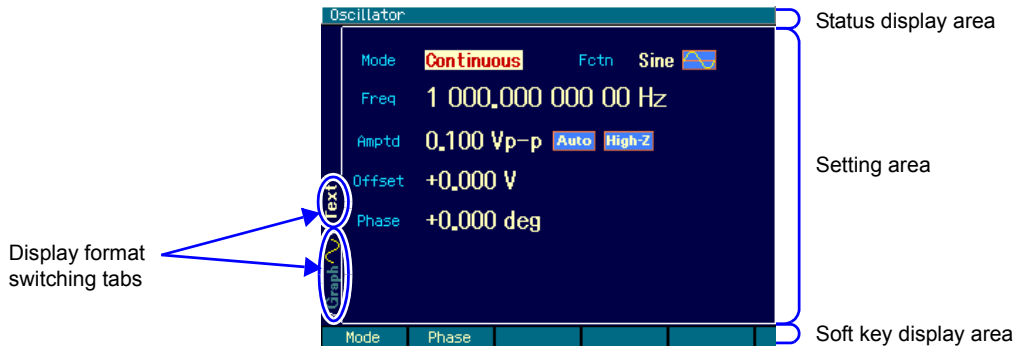 Oscillator
Status display area
Mode Continuous Fctn Sine
Freq 1 000.000 000 00 Hz
Amptd 0.100 Vp-p Auto High-Z
Setting area
Offset +0.000 V
Text
Phase +0.000 deg
Display format
switching tabs
Graph
Mode Phase
Soft key display area